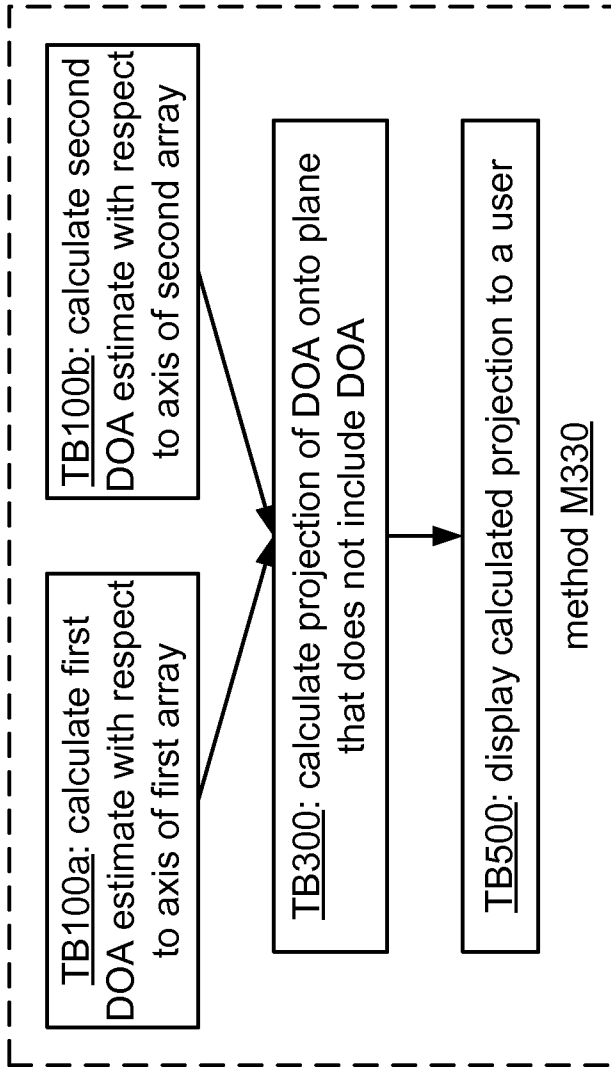 TB100a: calculate first
DOA estimate with respect
to axis of first array
TB100b: calculate second
DOA estimate with respect
to axis of second array
TB300: calculate projection of DOA onto plane
that does not include DOA
TB500: display calculated projection to a user
method M330